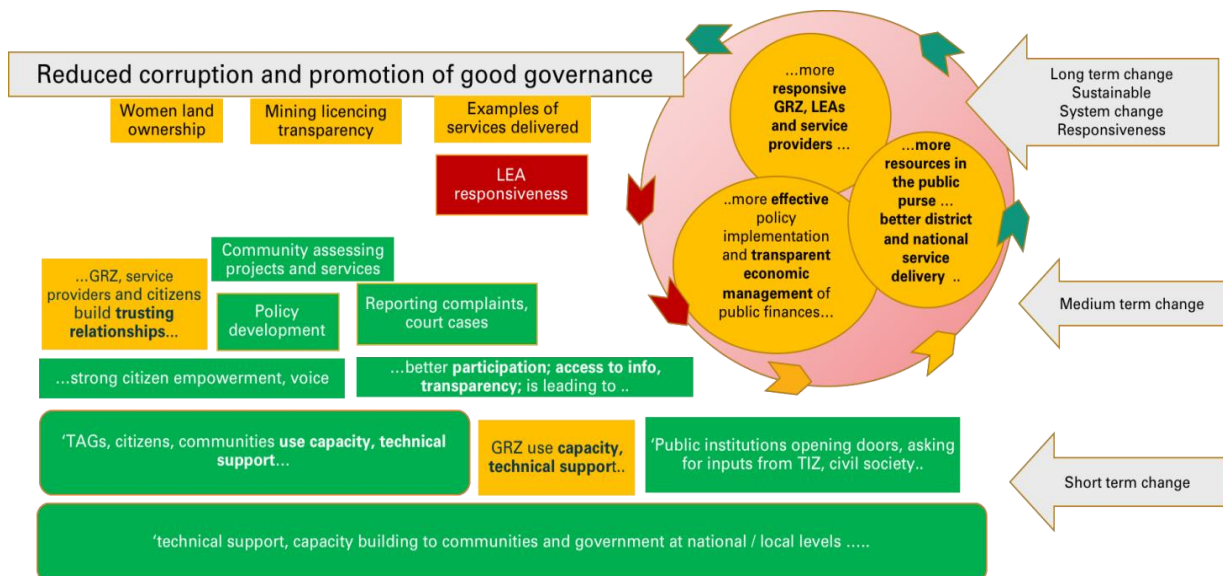 Reduced corruption and promotion of good governance
Women land
ownership
Mining licencing
transparency
Examples of
services delivered
LEA
responsiveness
…more
responsive
GRZ, LEAs
and service
providers …
…more
resources in
the public
purse …
better district
and national
service
delivery ..
..more effective
policy
implementation
and transparent
economic
management of
public finances…
Long term change
Sustainable
System change
Responsiveness
Community assessing
projects and services
…GRZ, service
providers and citizens
build trusting
relationships…
Policy
development
Reporting complaints,
court cases
Medium term change
…strong citizen empowerment, voice
…better participation; access to info,
transparency; is leading to ..
‘TAGs, citizens, communities use capacity, technical
support…
GRZ use capacity,
technical support..
‘Public institutions opening doors, asking
for inputs from TIZ, civil society..
Short term change
‘technical support, capacity building to communities and government at national / local levels …..